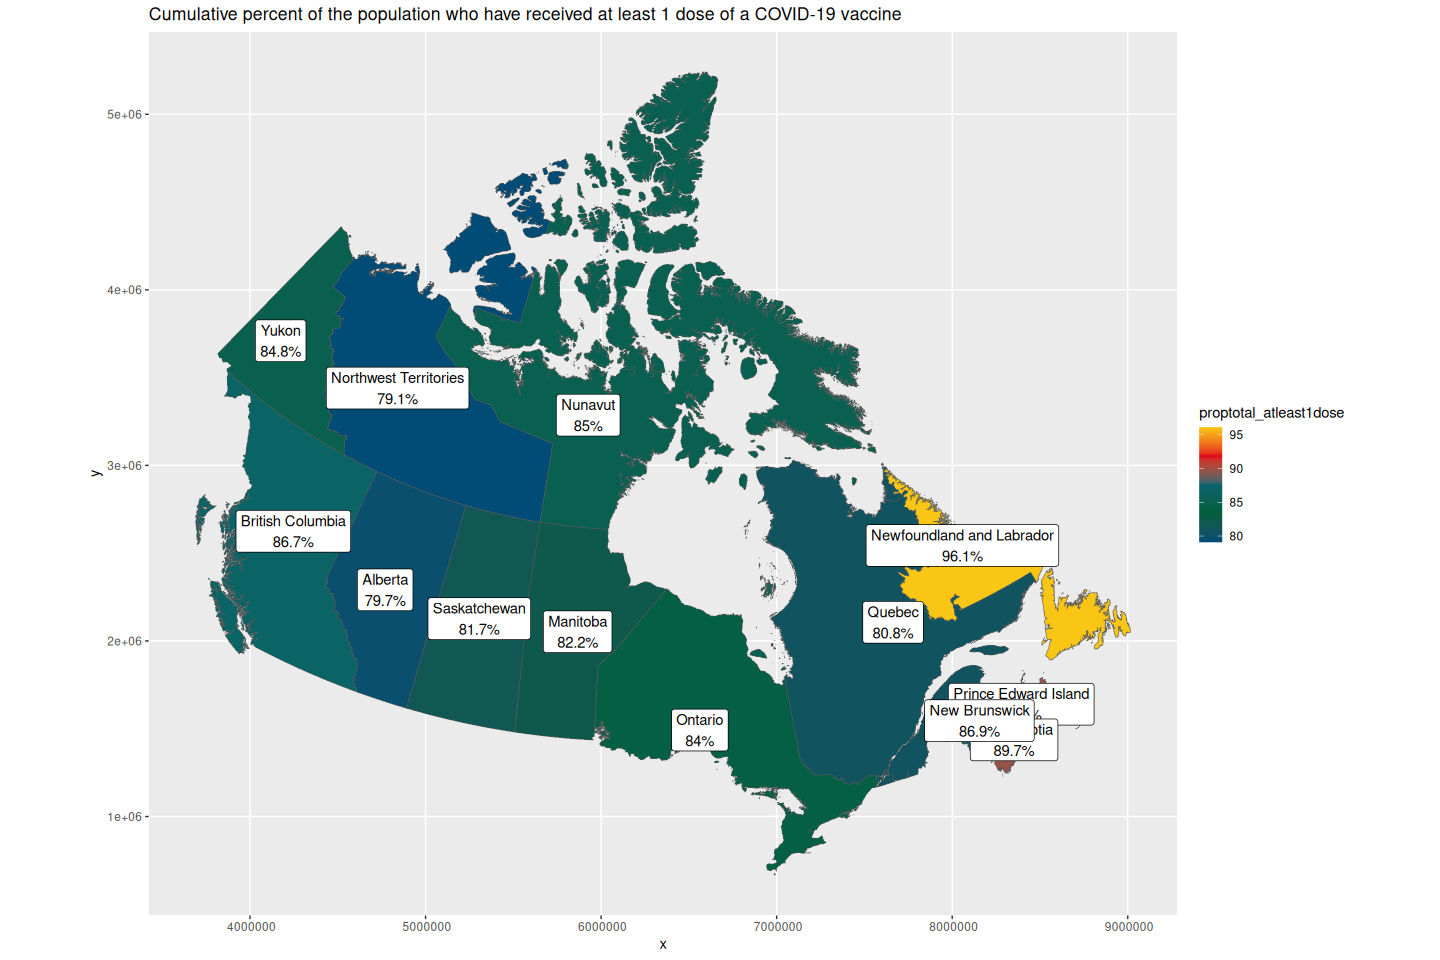 Cumulative percent of the population who have received at least 1 dose of a COVID-19 vaccine
5e+06
4e+06
3e+06
2e+06
1e+06
y
Yukon
84.8%
Northwest Territories
79.1%
Nunavut
85%
British Columbia
86.7%
Alberta
79.7%
Saskatchewan
81.7%
Manitoba
82.2%
Ontario
84%
Newfoundland and Labrador
96.1%
Quebec
80.8%
Prince Edward Island
%
New Brunswick
86.9%
otia
89.7%
4000000
5000000
6000000
7000000
8000000
9000000
x
proptotal_atleast1dose
95
90
85
80